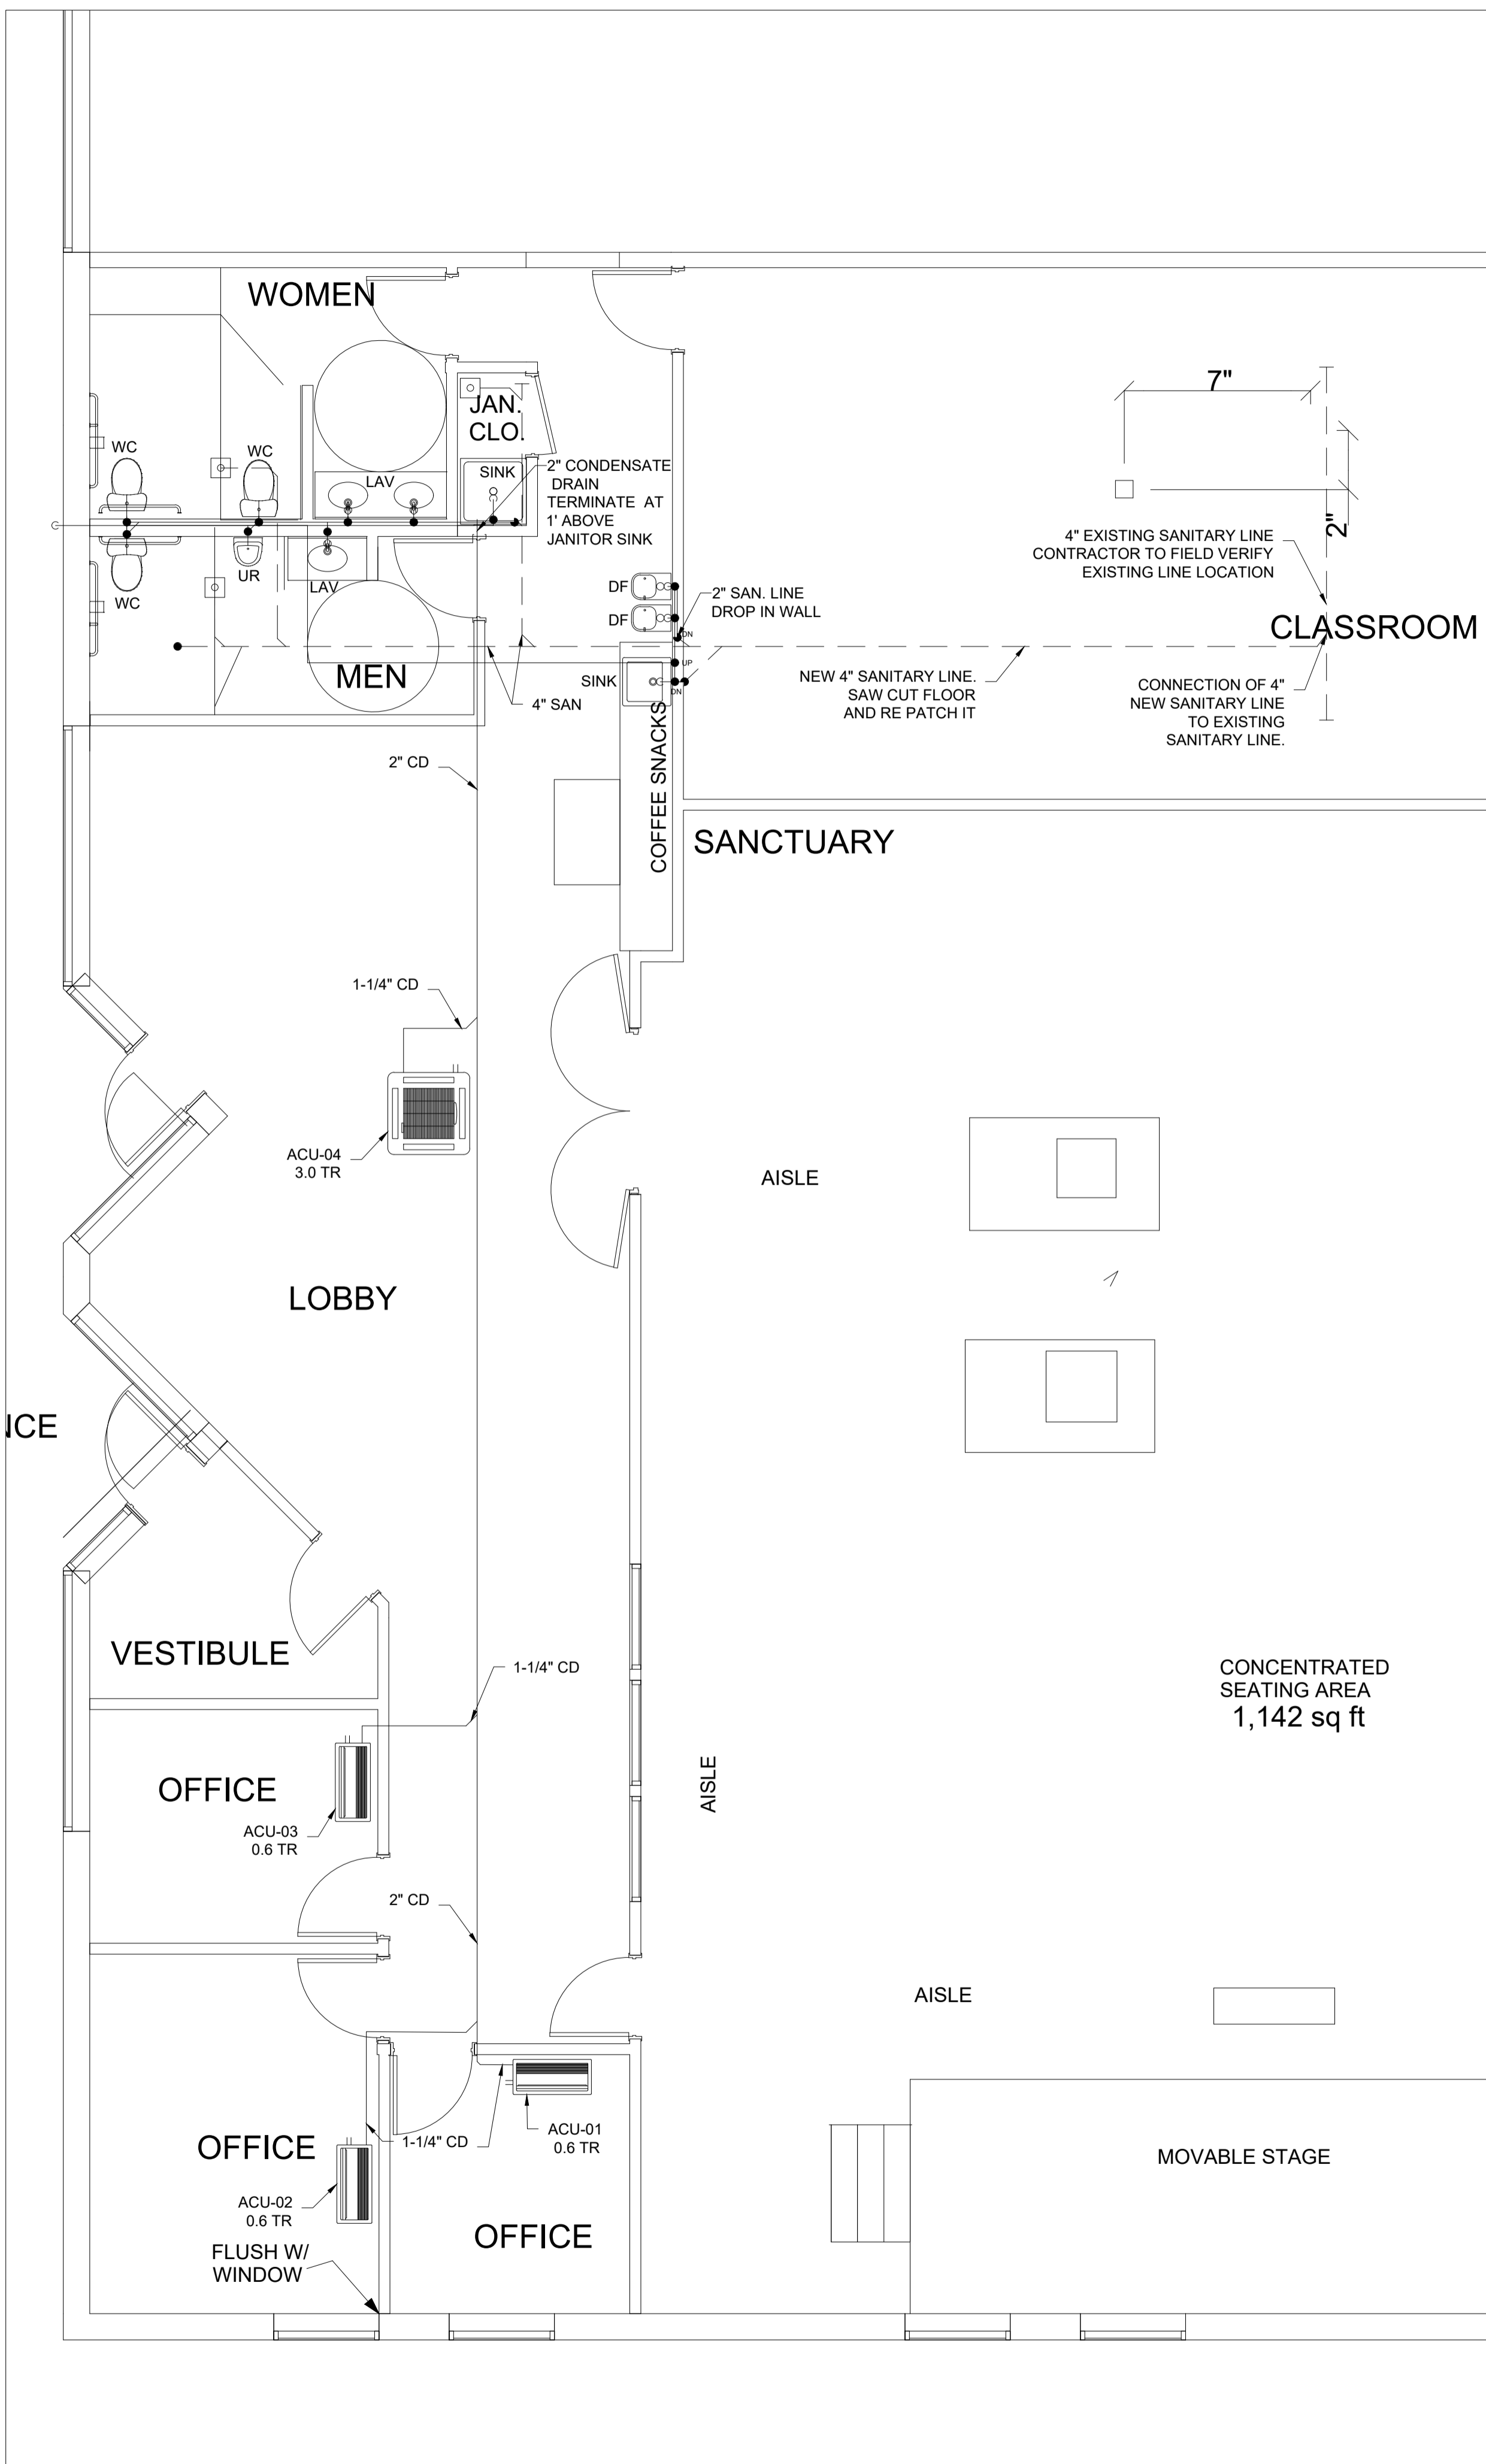 WOMEN
7"
JAN.
CLO.
WC
WC
SINK
LAV
2" CONDENSATE
DRAIN
TERMINATE AT
1' ABOVE
JANITOR SINK
2"
4" EXISTING SANITARY LINE
CONTRACTOR TO FIELD VERIFY
EXISTING LINE LOCATION
UR
LAV
WC
DF
DF
2" SAN. LINE
DROP IN WALL
DN
CLASSROOM
UP
MEN
SINK
DN
4" SAN
NEW 4" SANITARY LINE.
SAW CUT FLOOR
AND RE PATCH IT
CONNECTION OF 4"
NEW SANITARY LINE
TO EXISTING
SANITARY LINE.
2" CD
COFFEE SNACKS
SANCTUARY
1-1/4" CD
ACU-04
3.0 TR
AISLE
LOBBY
NCE
VESTIBULE
1-1/4" CD
CONCENTRATED
SEATING AREA
1,142 sq ft
OFFICE
AISLE
ACU-03
0.6 TR
2" CD
AISLE
OFFICE
1-1/4" CD
ACU-01
0.6 TR
MOVABLE STAGE
ACU-02
0.6 TR
OFFICE
FLUSH W/
WINDOW